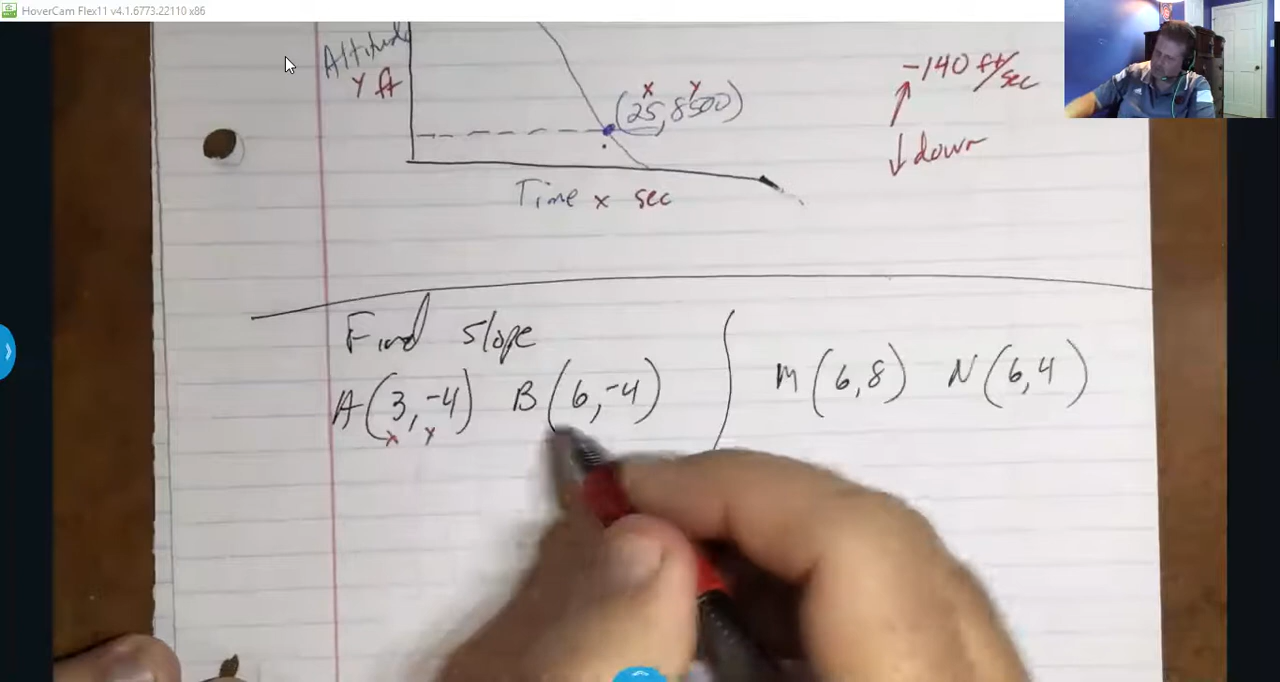 HoverCam Flex11 v4.1.6773.22110 x86
Altitude
y ft
x y
(25, 8500)
-140 ft/sec
↓ down
Time x sec
Find slope
A(3, -4) B(6, -4)
x y
M(6, 8) N(6, 4)